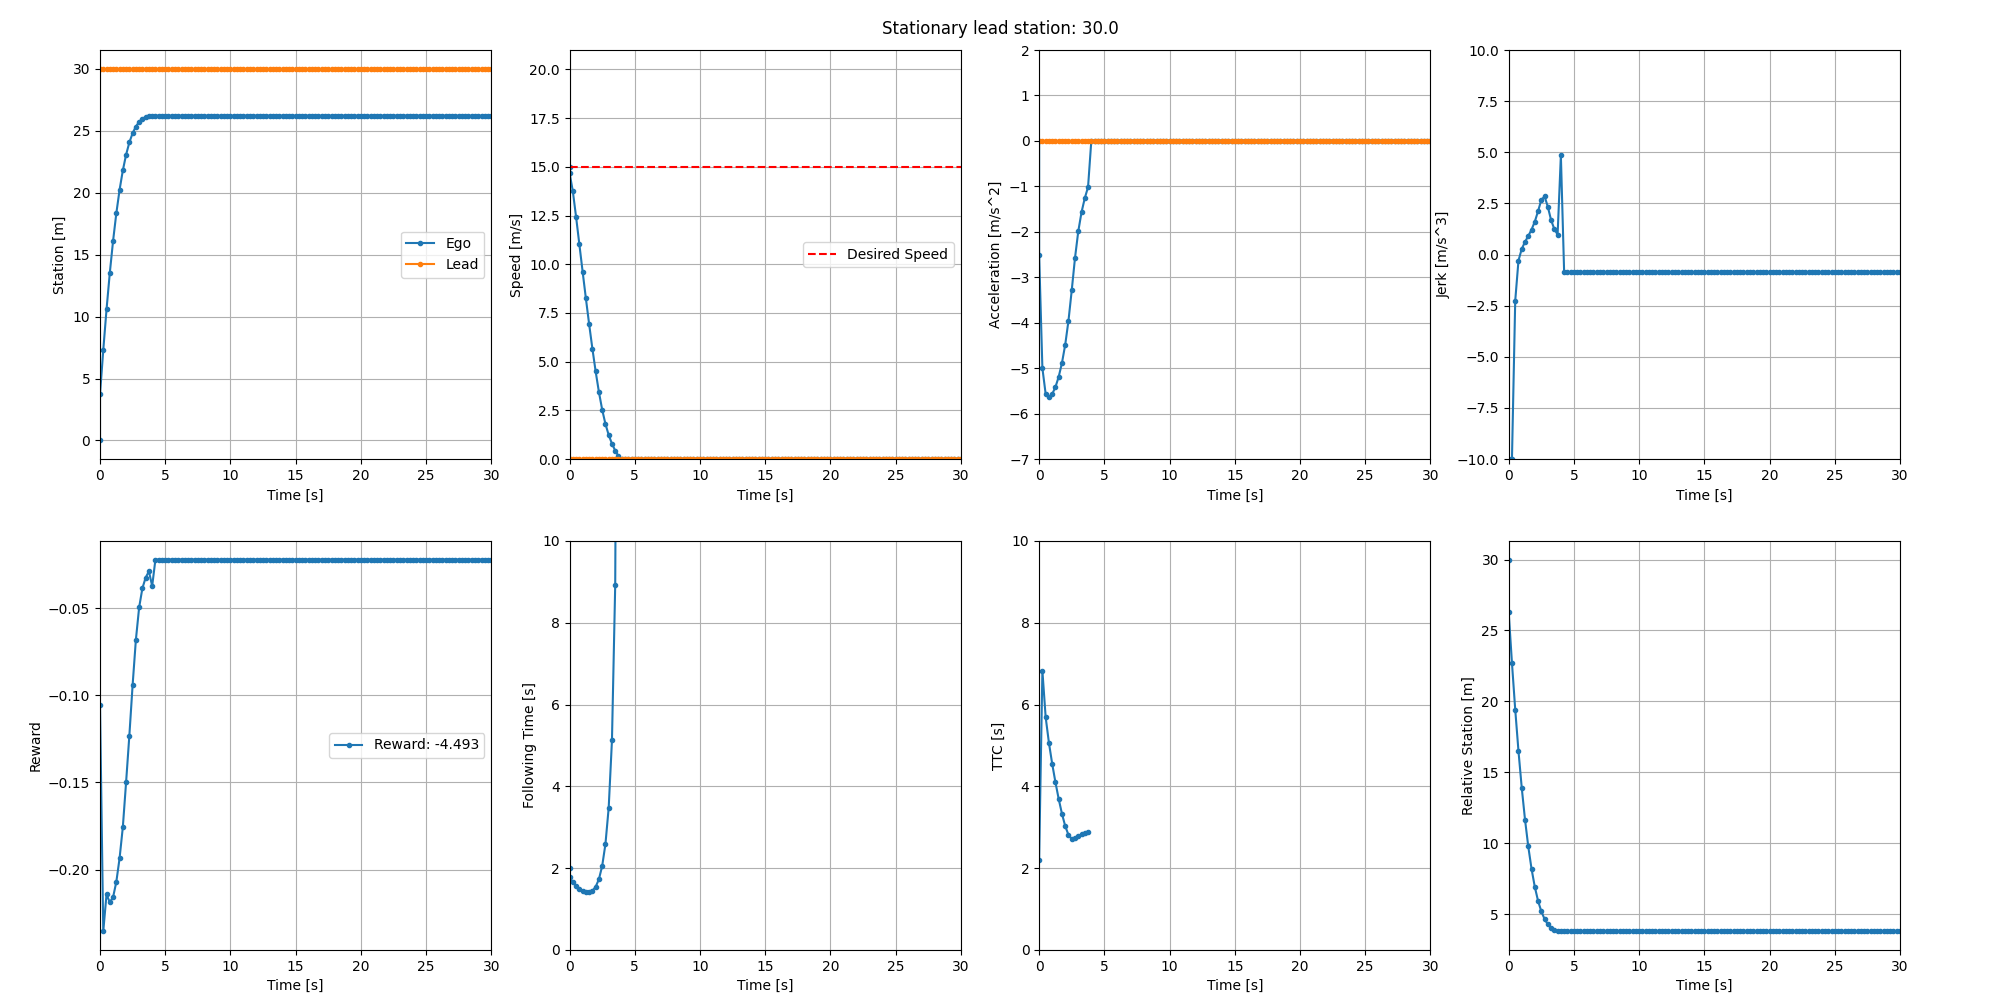 Stationary lead station: 30.0
Station [m]
30
25
20
15
10
5
0
Ego
Lead
0 5 10 15 20 25 30
Time [s]
Speed [m/s]
20.0
17.5
15.0
12.5
10.0
7.5
5.0
2.5
0.0
Desired Speed
0 5 10 15 20 25 30
Time [s]
Acceleration [m/s^2]
2
1
0
−1
−2
−3
−4
−5
−6
−7
0 5 10 15 20 25 30
Time [s]
Jerk [m/s^3]
10.0
7.5
5.0
2.5
0.0
−2.5
−5.0
−7.5
−10.0
0 5 10 15 20 25 30
Time [s]
Reward
−0.05
−0.10
−0.15
−0.20
Reward: -4.493
0 5 10 15 20 25 30
Time [s]
Following Time [s]
10
8
6
4
2
0
0 5 10 15 20 25 30
Time [s]
TTC [s]
10
8
6
4
2
0
0 5 10 15 20 25 30
Time [s]
Relative Station [m]
30
25
20
15
10
5
0 5 10 15 20 25 30
Time [s]